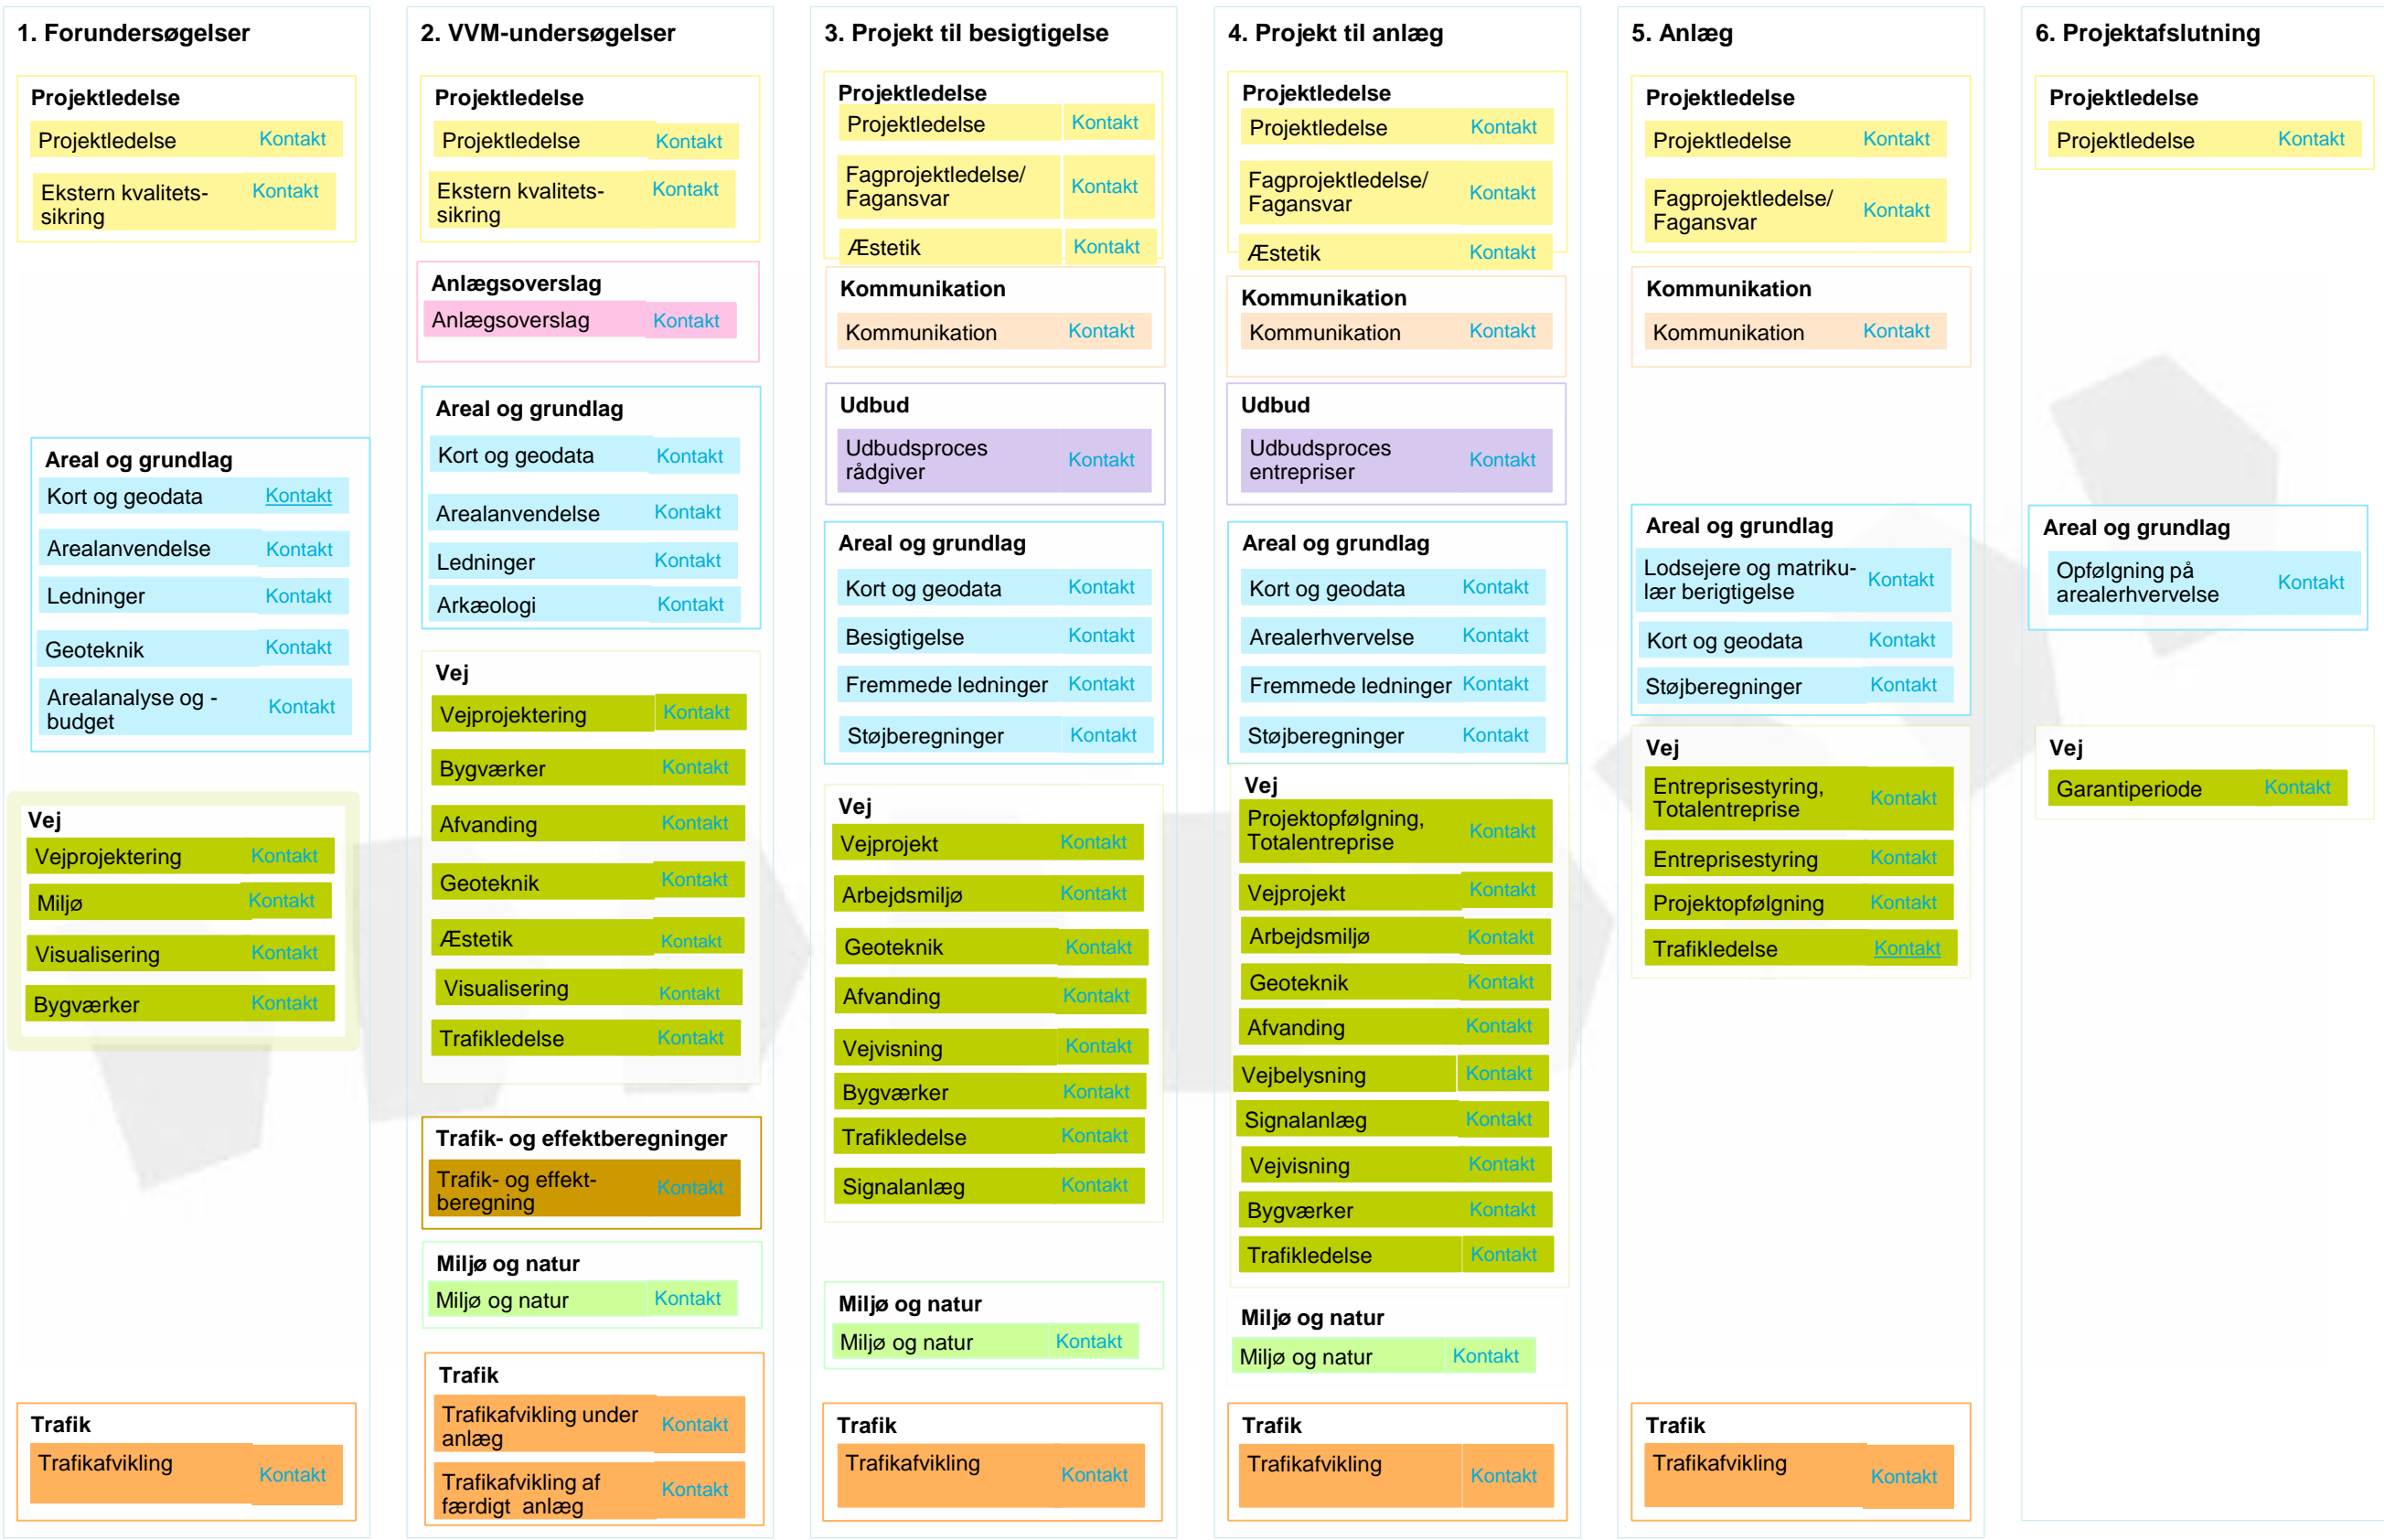 1. Forundersøgelser
Projektledelse
Projektledelse Kontakt
Ekstern kvalitets- Kontakt
sikring
Areal og grundlag
Kort og geodata Kontakt
Arealanvendelse Kontakt
Ledninger Kontakt
Geoteknik Kontakt
Arealanalyse og - Kontakt
budget
Vej
Vejprojektering Kontakt
Miljø Kontakt
Visualisering Kontakt
Bygværker Kontakt
Trafik
Trafikafvikling Kontakt
2. VVM-undersøgelser
Projektledelse
Projektledelse Kontakt
Ekstern kvalitets- Kontakt
sikring
Anlægsoverslag
Anlægsoverslag Kontakt
Areal og grundlag
Kort og geodata Kontakt
Arealanvendelse Kontakt
Ledninger Kontakt
Arkæologi Kontakt
Vej
Vejprojektering Kontakt
Bygværker Kontakt
Afvanding Kontakt
Geoteknik Kontakt
Æstetik Kontakt
Visualisering Kontakt
Trafikledelse Kontakt
Trafik- og effektberegninger
Trafik- og effekt- Kontakt
beregning
Miljø og natur
Miljø og natur Kontakt
Trafik
Trafikafvikling under Kontakt
anlæg
Trafikafvikling af Kontakt
færdigt anlæg
3. Projekt til besigtigelse
Projektledelse
Projektledelse Kontakt
Fagprojektledelse/ Kontakt
Fagansvar
Æstetik Kontakt
Kommunikation
Kommunikation Kontakt
Udbud
Udbudsproces Kontakt
rådgiver
Areal og grundlag
Kort og geodata Kontakt
Besigtigelse Kontakt
Fremmede ledninger Kontakt
Støjberegninger Kontakt
Vej
Vejprojekt Kontakt
Arbejdsmiljø Kontakt
Geoteknik Kontakt
Afvanding Kontakt
Vejvisning Kontakt
Bygværker Kontakt
Trafikledelse Kontakt
Signalanlæg Kontakt
Miljø og natur
Miljø og natur Kontakt
Trafik
Trafikafvikling Kontakt
4. Projekt til anlæg
Projektledelse
Projektledelse Kontakt
Fagprojektledelse/ Kontakt
Fagansvar
Æstetik Kontakt
Kommunikation
Kommunikation Kontakt
Udbud
Udbudsproces Kontakt
entrepriser
Areal og grundlag
Kort og geodata Kontakt
Arealerhvervelse Kontakt
Fremmede ledninger Kontakt
Støjberegninger Kontakt
Vej
Projektopfølgning, Kontakt
Totalentreprise
Vejprojekt Kontakt
Arbejdsmiljø Kontakt
Geoteknik Kontakt
Afvanding Kontakt
Vejbelysning Kontakt
Signalanlæg Kontakt
Vejvisning Kontakt
Bygværker Kontakt
Trafikledelse Kontakt
Miljø og natur
Miljø og natur Kontakt
Trafik
Trafikafvikling Kontakt
5. Anlæg
Projektledelse
Projektledelse Kontakt
Fagprojektledelse/ Kontakt
Fagansvar
Kommunikation
Kommunikation Kontakt
Areal og grundlag
Lodsejere og matriku- Kontakt
lær berigtigelse
Kort og geodata Kontakt
Støjberegninger Kontakt
Vej
Entreprisestyring, Kontakt
Totalentreprise
Entreprisestyring Kontakt
Projektopfølgning Kontakt
Trafikledelse Kontakt
Trafik
Trafikafvikling Kontakt
6. Projektafslutning
Projektledelse
Projektledelse Kontakt
Areal og grundlag
Opfølgning på Kontakt
arealerhvervelse
Vej
Garantiperiode Kontakt